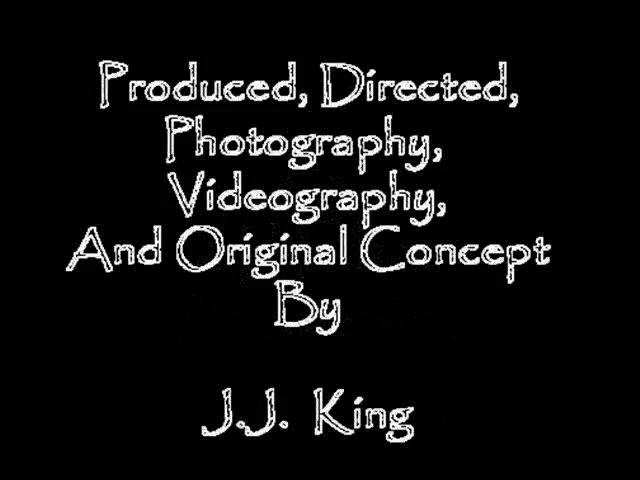 Produced, Directed,
Photography,
Videography,
And Original Concept
By
J.J. King